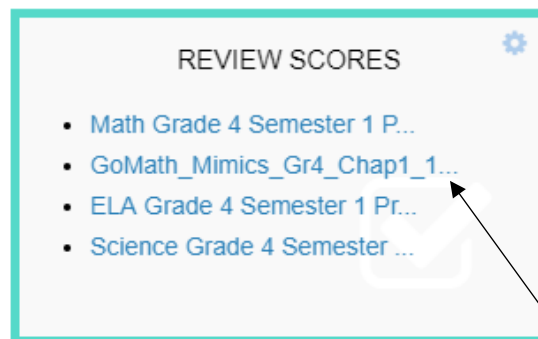 REVIEW SCORES
Math Grade 4 Semester 1 P...
GoMath_Mimics_Gr4_Chap1_1...
ELA Grade 4 Semester 1 Pr...
Science Grade 4 Semester ...